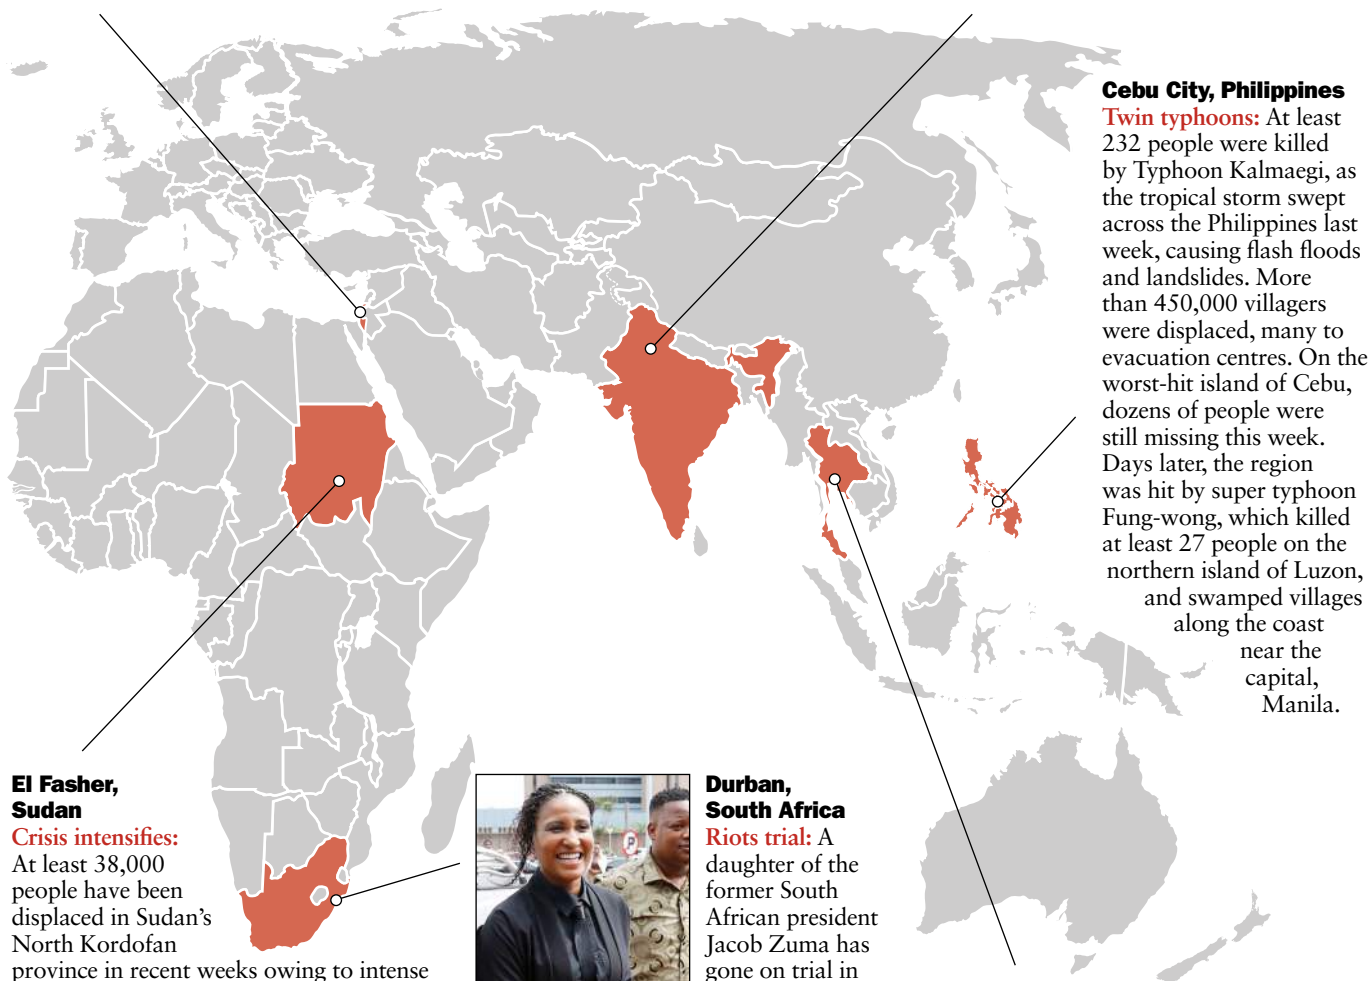 Cebu City, Philippines
Twin typhoons: At least
232 people were killed
by Typhoon Kalmaegi, as
the tropical storm swept
across the Philippines last
week, causing flash floods
and landslides. More
than 450,000 villagers
were displaced, many to
evacuation centres. On the
worst-hit island of Cebu,
dozens of people were
still missing this week.
Days later, the region
was hit by super typhoon
Fung-wong, which killed
at least 27 people on the
northern island of Luzon,
and swamped villages
along the coast
near the
capital,
Manila.
El Fasher,
Sudan
Crisis intensifies:
At least 38,000
people have been
displaced in Sudan's
North Kordofan
province in recent weeks owing to intense
P
Durban,
South Africa
Riots trial: A
daughter of the
former South
African president
Jacob Zuma has
gone on trial in